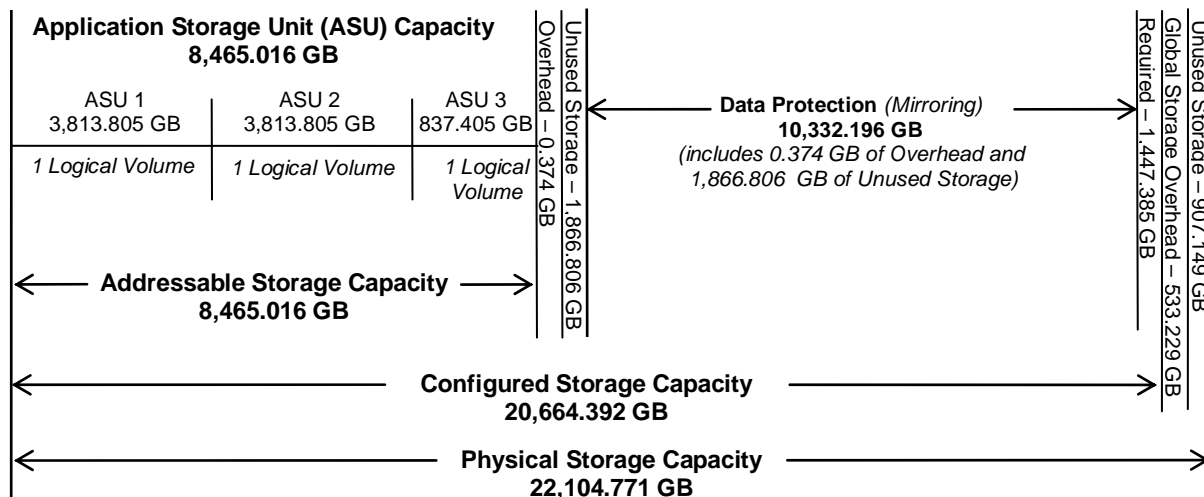 Application Storage Unit (ASU) Capacity
8,465.016 GB
ASU 1
3,813.805 GB
1 Logical Volume
ASU 2
3,813.805 GB
1 Logical Volume
ASU 3
837.405 GB
1 Logical
Volume
Overhead – 0.374 GB
Unused Storage – 1,866.806 GB
Data Protection (Mirroring)
10,332.196 GB
(includes 0.374 GB of Overhead and
1,866.806 GB of Unused Storage)
Required – 1,447.385 GB
Global Storage Overhead – 533.229 GB
Unused Storage – 907.149 GB
Addressable Storage Capacity
8,465.016 GB
Configured Storage Capacity
20,664.392 GB
Physical Storage Capacity
22,104.771 GB